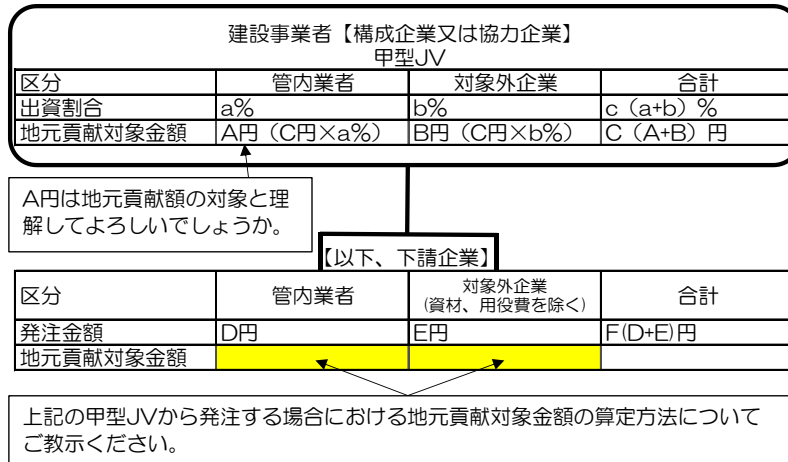 建設事業者【構成企業又は協力企業】
甲型JV
区分 管内業者 対象外企業 合計
出資割合 a% b% c（a+b）%
地元貢献対象金額 A円（C円×a%） B円（C円×b%） C（A+B）円
A円は地元貢献額の対象と理
解してよろしいでしょうか。
【以下、下請企業】
区分 管内業者 対象外企業 合計
(資材、用役費を除く)
発注金額 D円 E円 F(D+E)円
地元貢献対象金額
上記の甲型JVから発注する場合における地元貢献対象金額の算定方法について
ご教示ください。